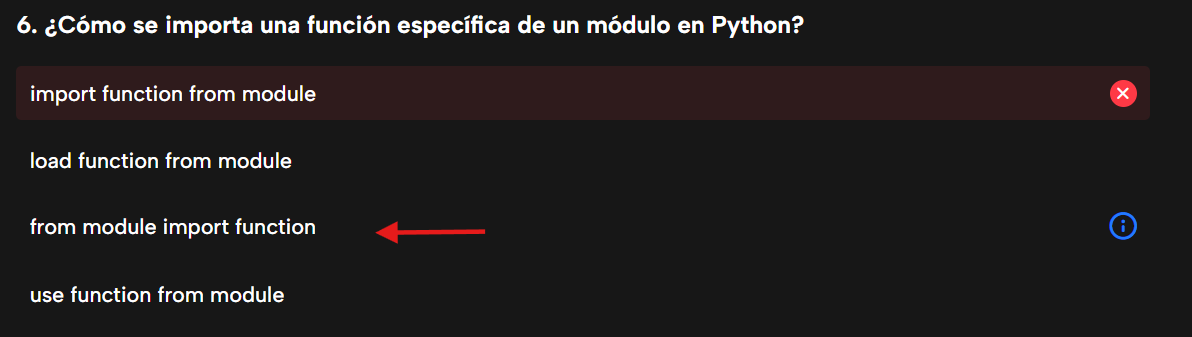 6. ¿Cómo se importa una función específica de un módulo en Python?
import function from module
load function from module
from module import function
use function from module